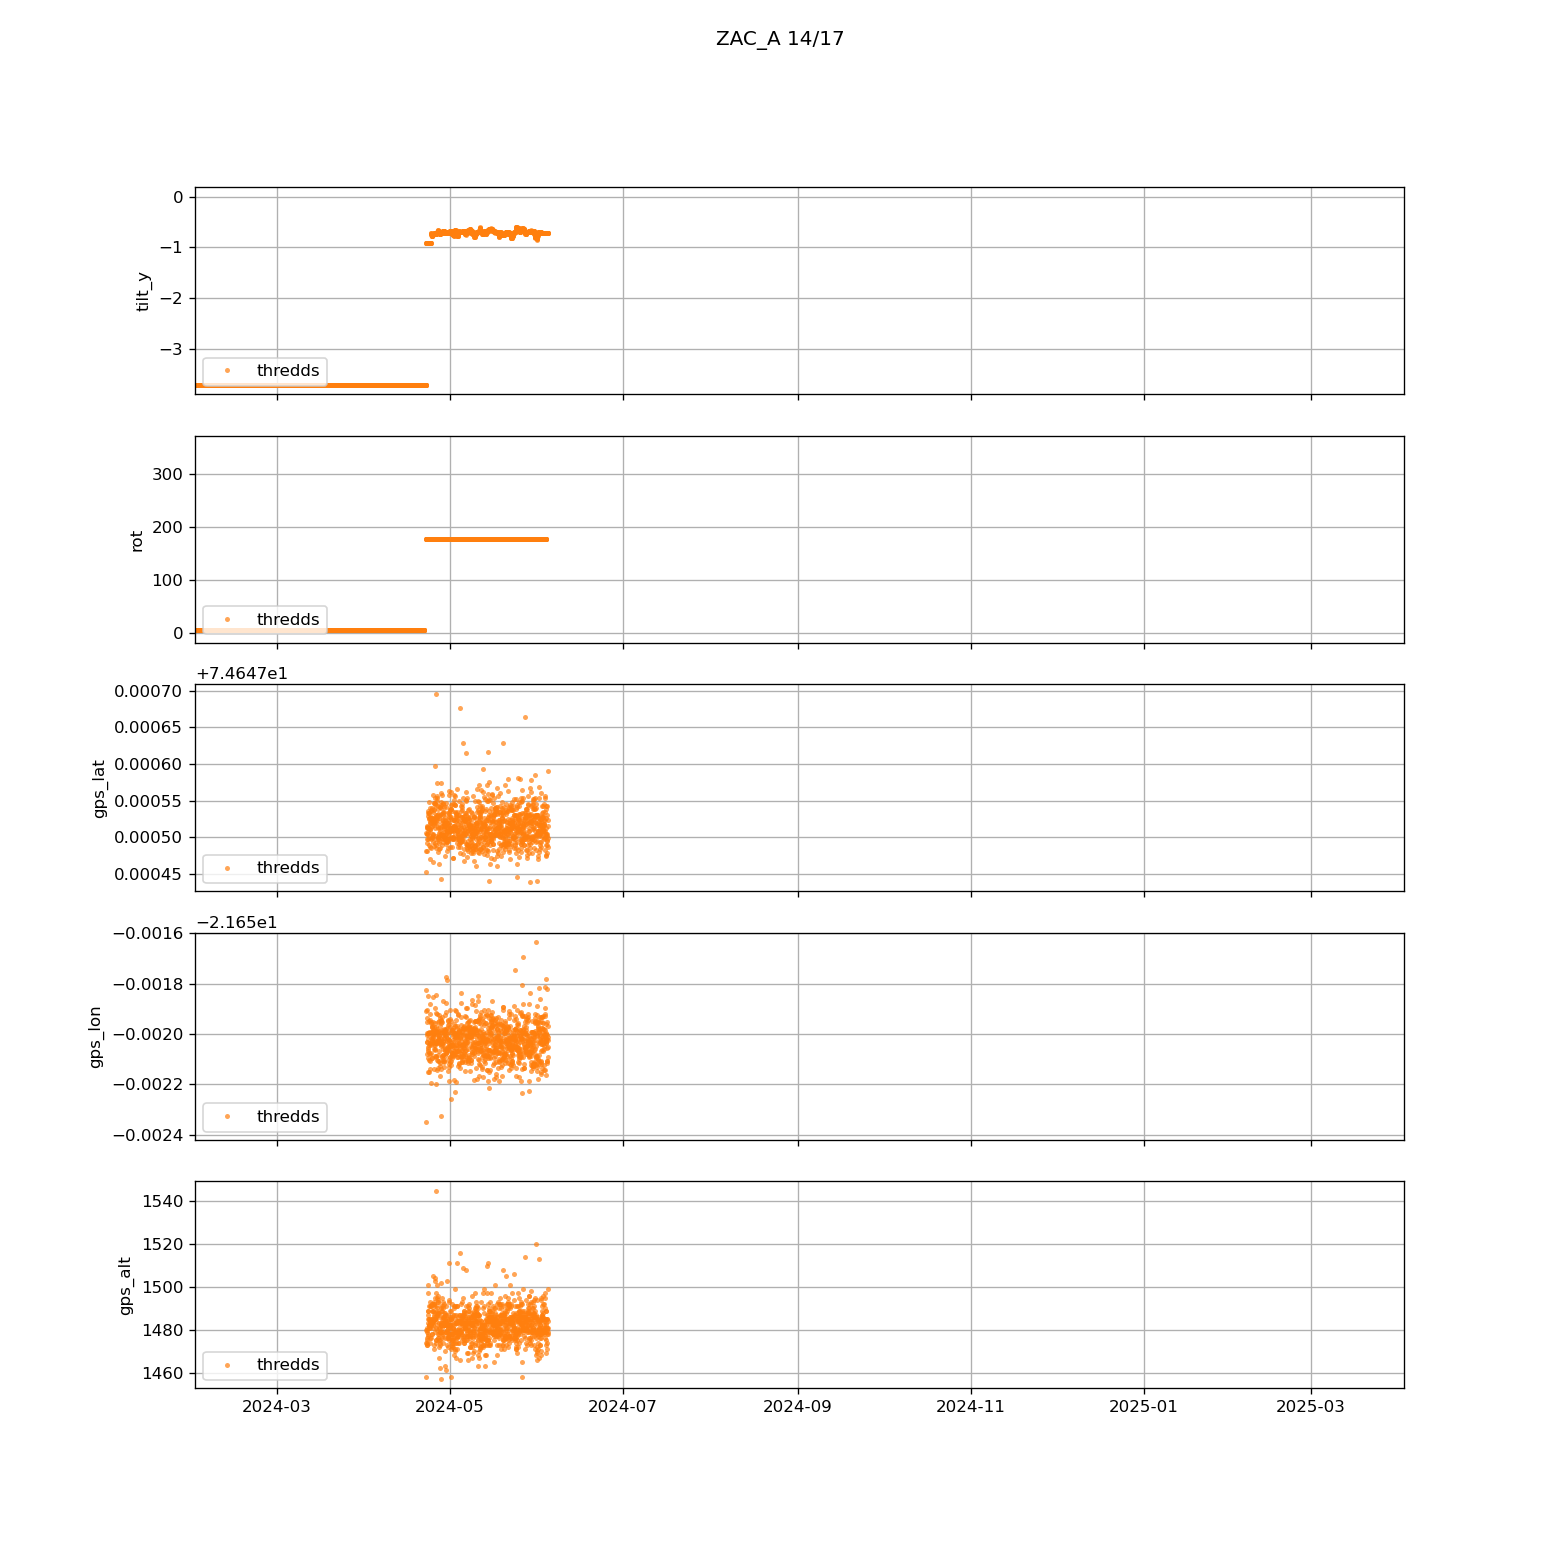 ZAC_A 14/17
0
−1
−2
−3
tilt_y
thredds
300
200
100
0
rot
thredds
+7.4647e1
0.00070
0.00065
0.00060
0.00055
0.00050
0.00045
gps_lat
thredds
−2.165e1
−0.0016
−0.0018
−0.0020
−0.0022
−0.0024
gps_lon
thredds
1540
1520
1500
1480
1460
gps_alt
thredds
2024-03 2024-05 2024-07 2024-09 2024-11 2025-01 2025-03